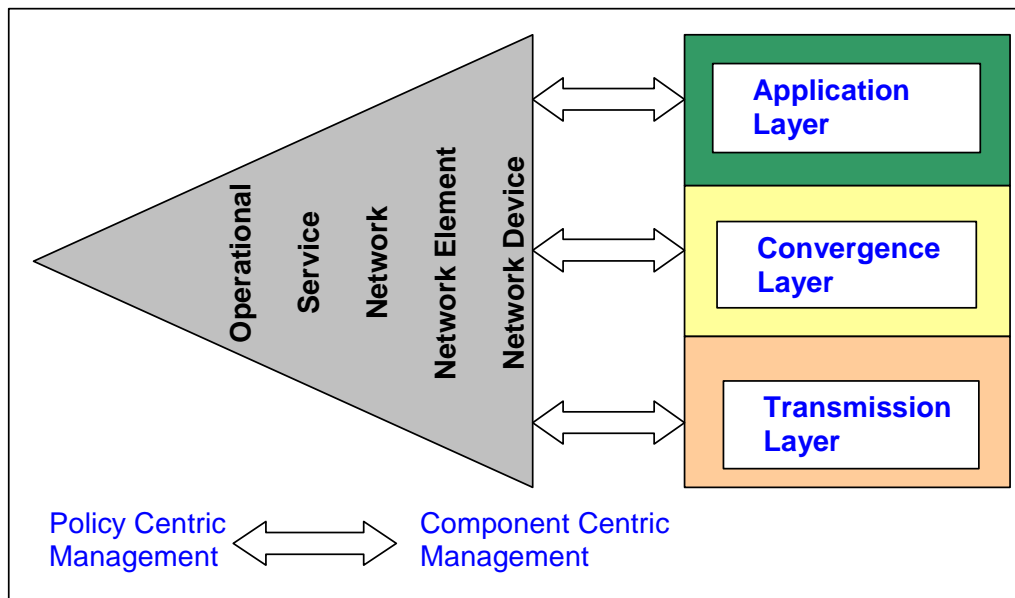 Operational
Service
Network
Network Element
Network Device
Application
Layer
Convergence
Layer
Transmission
Layer
Policy Centric
Management
Component Centric
Management